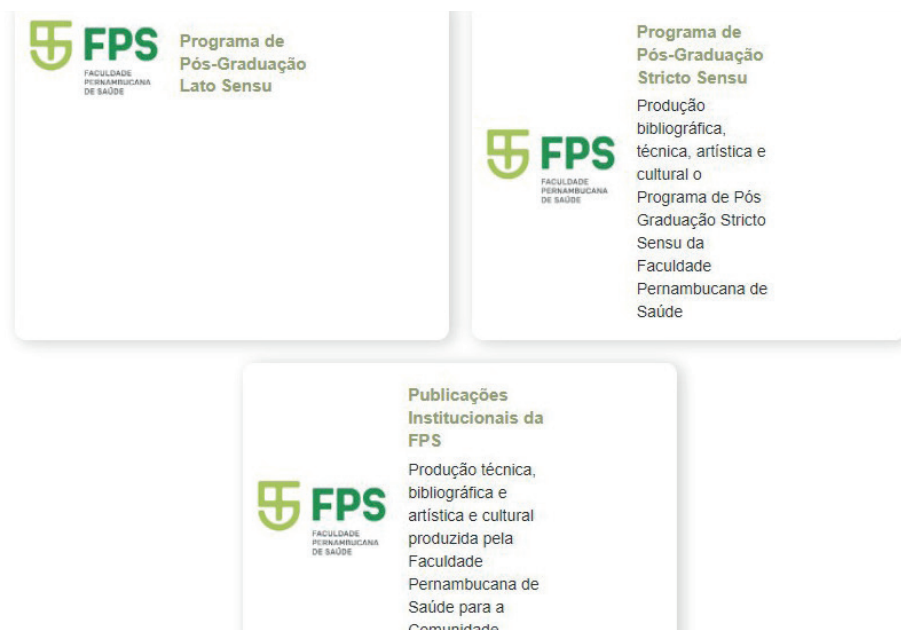 FPS
FACULDADE
PERNAMBUCANA
DE SAÚDE
Programa de
Pós-Graduação
Lato Sensu
FPS
FACULDADE
PERNAMBUCANA
DE SAÚDE
Programa de
Pós-Graduação
Stricto Sensu
Produção
bibliográfica,
técnica, artística e
cultural o
Programa de Pós
Graduação Stricto
Sensu da
Faculdade
Pernambucana de
Saúde
FPS
FACULDADE
PERNAMBUCANA
DE SAÚDE
Publicações
Institucionais da
FPS
Produção técnica,
bibliográfica e
artística e cultural
produzida pela
Faculdade
Pernambucana de
Saúde para a
Comunidade